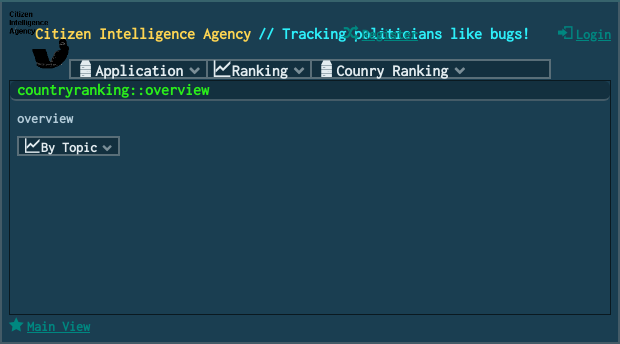 Citizen
Intelligence
Agency
Citizen Intelligence Agency // Tracking politicians like bugs!
Register
Login
Application
Ranking
Counry Ranking
countryranking::overview
overview
By Topic
Main View